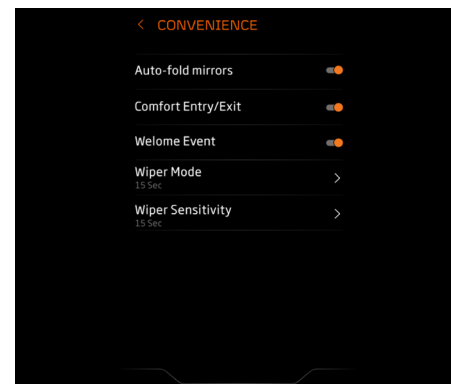 CONVENIENCE
Auto-fold mirrors
Comfort Entry/Exit
Welome Event
Wiper Mode
15 Sec
Wiper Sensitivity
15 Sec